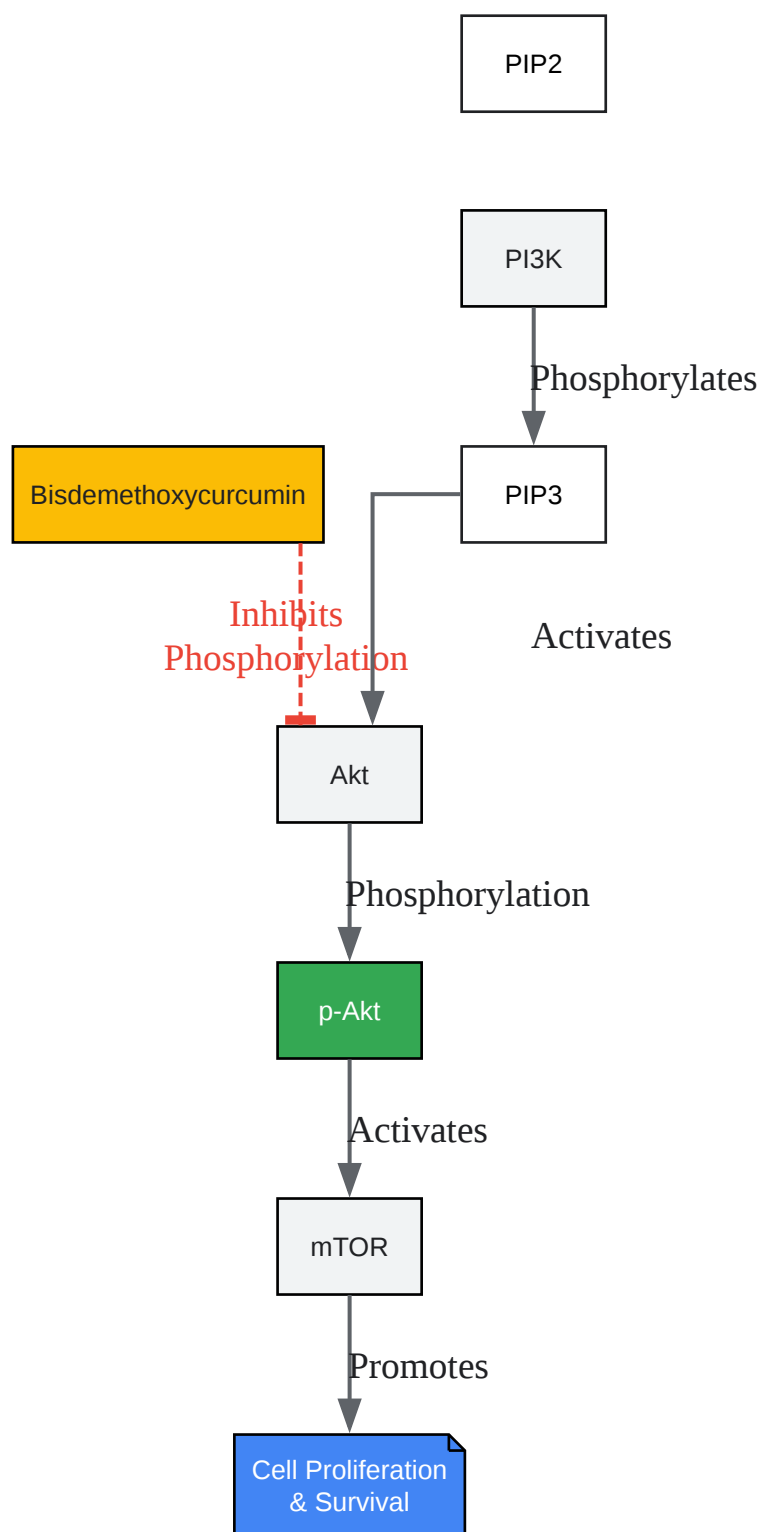 PIP2
PI3K
Phosphorylates
Bisdemethoxycurcumin
PIP3
Inhibits
Phosphorylation
Activates
Akt
Phosphorylation
p-Akt
Activates
mTOR
Promotes
Cell Proliferation
& Survival